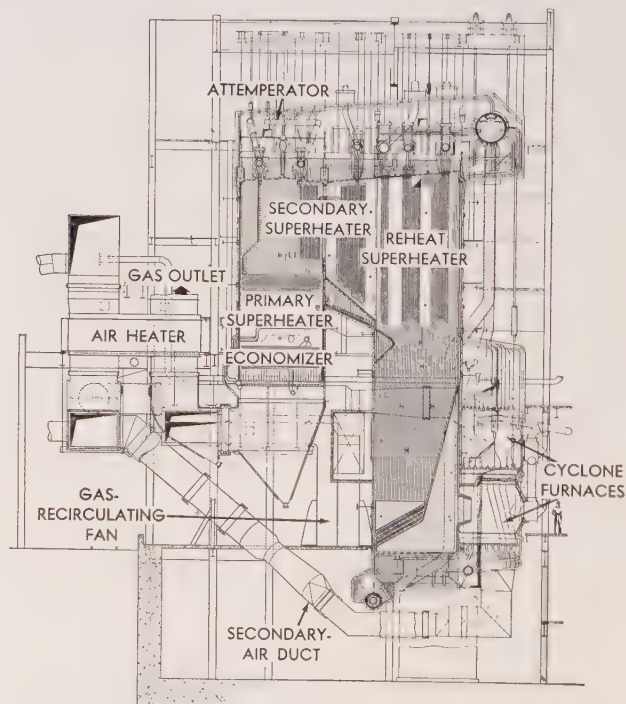 ATTEMPERATOR
SECONDARY-
SUPERHEATER
REHEAT
SUPERHEATER
GAS OUTLET
PRIMARY
SUPERHEATER
AIR HEATER
ECONOMIZER
CYCLONE
FURNACES
GAS-
RECIRCULATING
FAN
SECONDARY-
AIR DUCT